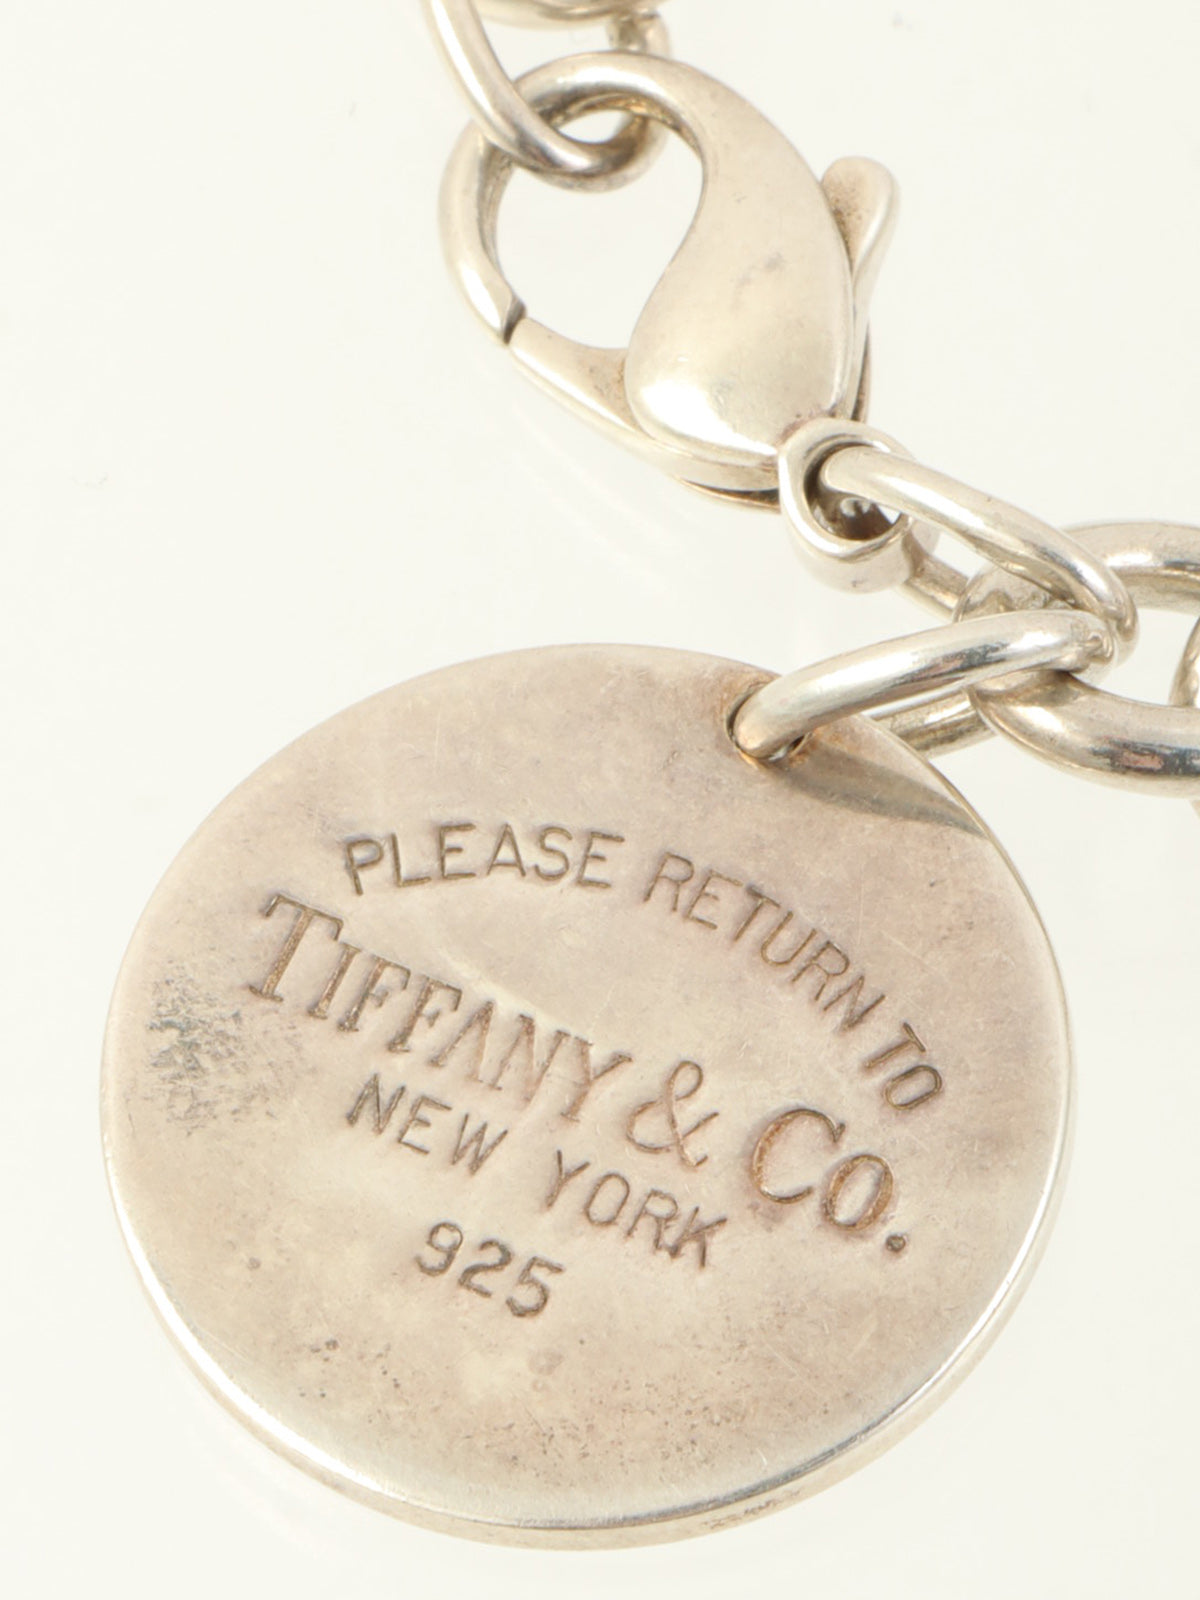 PLEASE RETURN TO
TIFFANY & CO.
NEW YORK
925